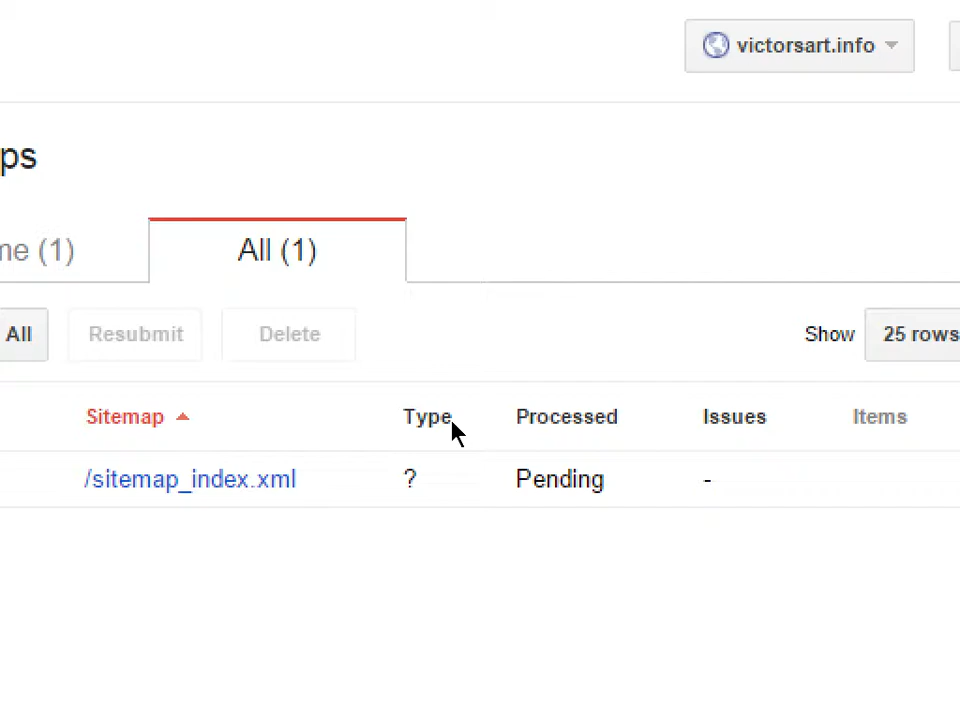 victorsart.info
ps
me (1) All (1)
All Resubmit Delete Show 25 rows
Sitemap Type Processed Issues Items
/sitemap_index.xml ? Pending -